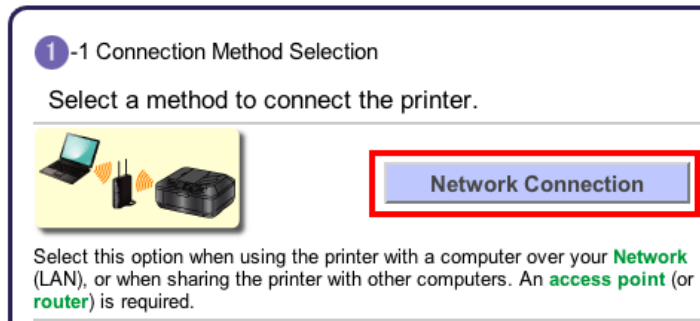 1 -1 Connection Method Selection
Select a method to connect the printer.
Network Connection
Select this option when using the printer with a computer over your Network
(LAN), or when sharing the printer with other computers. An access point (or
router) is required.